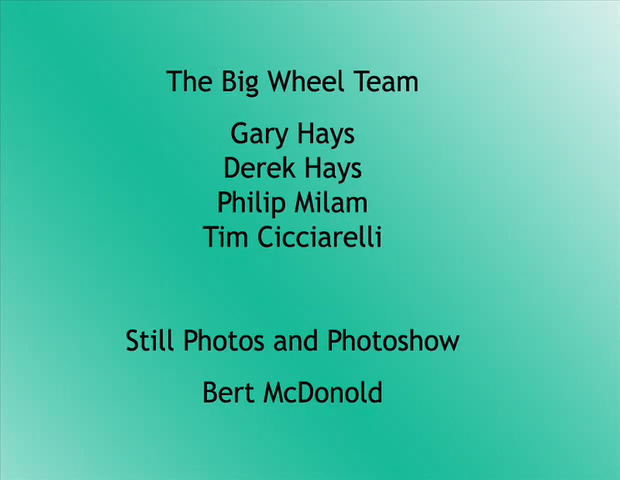 The Big Wheel Team
Gary Hays
Derek Hays
Philip Milam
Tim Cicciarelli
Still Photos and Photoshow
Bert McDonold